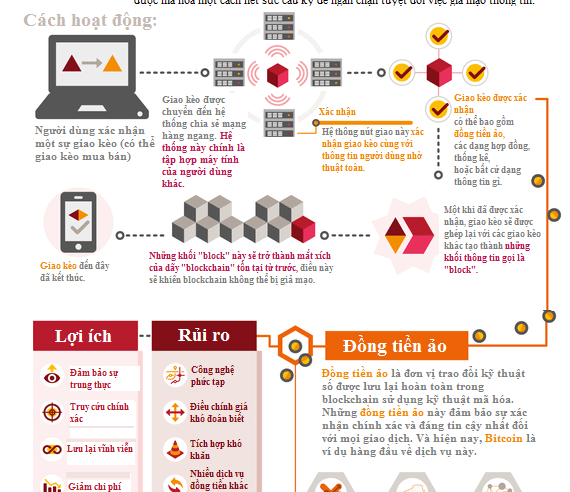 được mã hóa một cách hết sức cầu kỳ để ngăn chặn tuyệt đối việc giả mạo thông tin.
Cách hoạt động:
Người dùng xác nhận
một sự giao kèo (có thể
giao kèo mua bán)
Giao kèo được
chuyển đến hệ
thống chia sẻ mạng
hàng ngang. Hệ
thống này chính là
tập hợp máy tính
của người dùng
khác.
Xác nhận
Hệ thông nút giao này xác
nhận giao kèo cùng với
thông tin người dùng nhờ
thuật toán.
Giao kèo được xác
nhận
có thể bao gồm
đồng tiền ảo,
các dạng hợp đồng,
thống kê,
hoặc bất cứ dạng
thông tin gì.
Giao kèo đến đây
đã kết thúc.
Những khối "block" này sẽ trở thành mắt xích
của dãy "blockchain" tồn tại từ trước, điều này
sẽ khiến blockchain không thể bị giả mạo.
Một khi đã được xác
nhận, giao kèo sẽ được
ghép lại với các giao kèo
khác tạo thành những
khối thông tin gọi là
"block".
Lợi ích
Đảm bảo sự
trung thực
Truy cứu chính
xác
Lưu lại vĩnh viễn
Giảm chi phí
Rủi ro
Công nghệ
phức tạp
Điều chỉnh giá
khó đoán biết
Tích hợp khó
khăn
Nhiều dịch vụ
đồng tiền khác
Đồng tiền ảo
Đồng tiền ảo là đơn vị trao đổi kỹ thuật
số được lưu lại hoàn toàn trong
blockchain sử dụng kỹ thuật mã hóa.
Những đồng tiền ảo này đảm bảo sự xác
nhận chính xác và đáng tin cậy nhất đối
với mọi giao dịch. Và hiện nay, Bitcoin là
ví dụ hàng đầu về dịch vụ này.